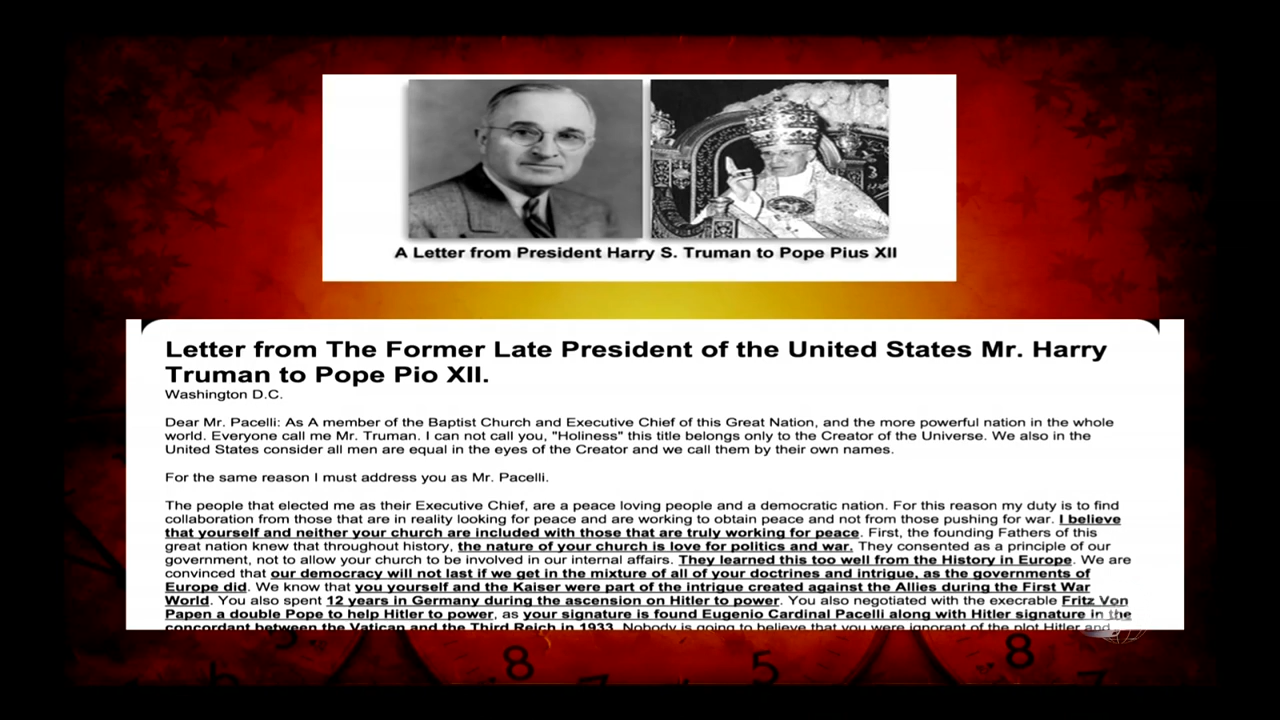 A Letter from President Harry S. Truman to Pope Pius XII
Letter from The Former Late President of the United States Mr. Harry
Truman to Pope Pio XII.
Washington D.C.
Dear Mr. Pacelli: As A member of the Baptist Church and Executive Chief of this Great Nation, and the more powerful nation in the whole
world. Everyone call me Mr. Truman. I can not call you, "Holiness" this title belongs only to the Creator of the Universe. We also in the
United States consider all men are equal in the eyes of the Creator and we call them by their own names.
For the same reason I must address you as Mr. Pacelli.
The people that elected me as their Executive Chief, are a peace loving people and a democratic nation. For this reason my duty is to find
collaboration from those that are in reality looking for peace and are working to obtain peace and not from those pushing for war. I believe
that yourself and neither your church are included with those that are truly working for peace. First, the founding Fathers of this
great nation knew that throughout history, the nature of your church is love for politics and war. They consented as a principle of our
government, not to allow your church to be involved in our internal affairs. They learned this too well from the History in Europe. We are
convinced that our democracy will not last if we get in the mixture of all of your doctrines and intrigue, as the governments of
Europe did. We know that you yourself and the Kaiser were part of the intrigue created against the Allies during the First War
World. You also spent 12 years in Germany during the ascension on Hitler to power. You also negotiated with the execrable Fritz Von
Papen a double Pope to help Hitler to power, as your signature is found Eugenio Cardinal Pacelli along with Hitler signature in the
concordant between the Vatican and the Third Reich in 1933. Nobody is going to believe that you were ignorant of the plot Hitler and
8 5 8